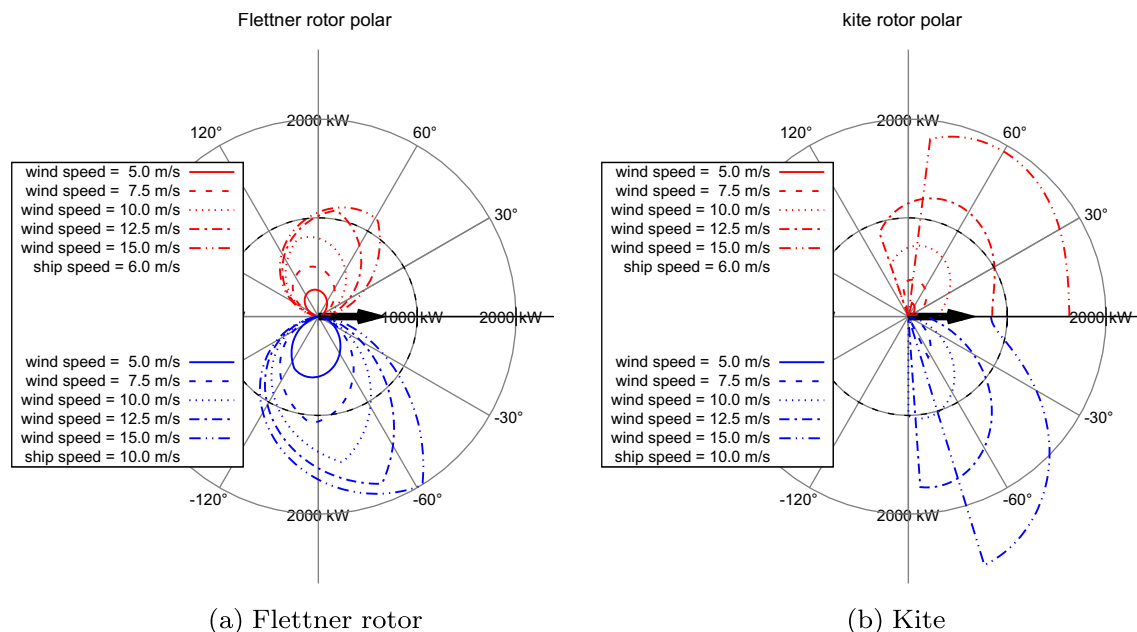 Flettner rotor polar
2000 kW
120°
60°
30°
wind speed = 5.0 m/s
wind speed = 7.5 m/s
wind speed = 10.0 m/s
wind speed = 12.5 m/s
wind speed = 15.0 m/s
ship speed = 6.0 m/s
1000 kW
2000 kW
wind speed = 5.0 m/s
wind speed = 7.5 m/s
wind speed = 10.0 m/s
wind speed = 12.5 m/s
wind speed = 15.0 m/s
ship speed = 10.0 m/s
-30°
-120°
-60°
2000 kW
(a) Flettner rotor
kite rotor polar
2000 kW
120°
60°
30°
wind speed = 5.0 m/s
wind speed = 7.5 m/s
wind speed = 10.0 m/s
wind speed = 12.5 m/s
wind speed = 15.0 m/s
ship speed = 6.0 m/s
1000 kW
2000 kW
wind speed = 5.0 m/s
wind speed = 7.5 m/s
wind speed = 10.0 m/s
wind speed = 12.5 m/s
wind speed = 15.0 m/s
ship speed = 10.0 m/s
-30°
-120°
-60°
2000 kW
(b) Kite